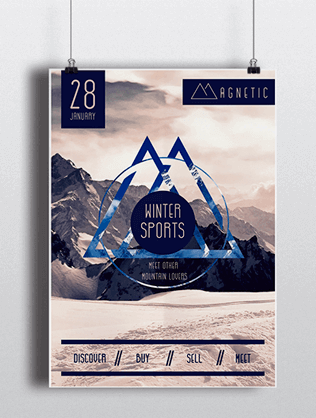 28
JANUARY
MAGNETIC
WINTER
SPORTS
MEET OTHER
MOUNTAIN LOVERS
DISCOVER // BUY // SELL // MEET